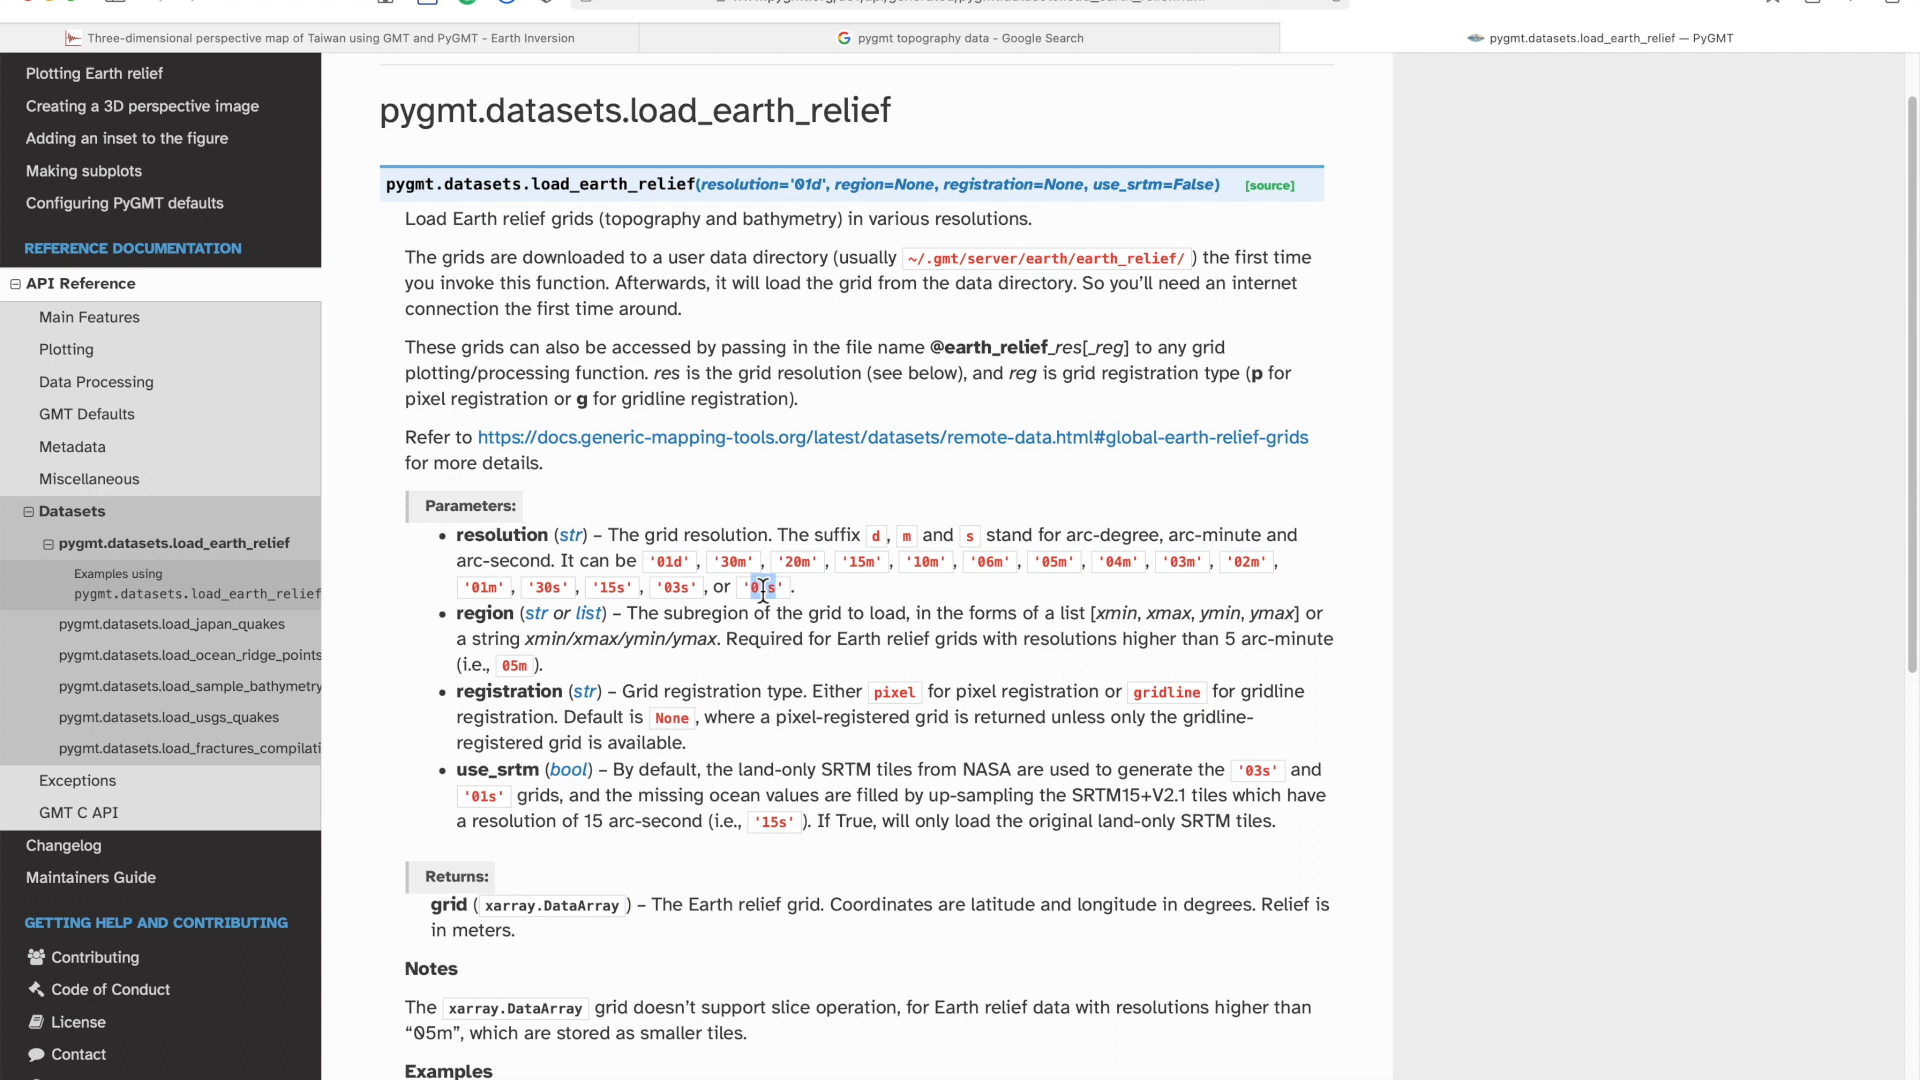 Three-dimensional perspective map of Taiwan using GMT and PyGMT - Earth Inversion
pygmt topography data - Google Search
pygmt.datasets.load_earth_relief — PyGMT
Plotting Earth relief
Creating a 3D perspective image
Adding an inset to the figure
Making subplots
Configuring PyGMT defaults
REFERENCE DOCUMENTATION
API Reference
Main Features
Plotting
Data Processing
GMT Defaults
Metadata
Miscellaneous
Datasets
pygmt.datasets.load_earth_relief
Examples using
pygmt.datasets.load_earth_relief
pygmt.datasets.load_japan_quakes
pygmt.datasets.load_ocean_ridge_points
pygmt.datasets.load_sample_bathymetry
pygmt.datasets.load_usgs_quakes
pygmt.datasets.load_fractures_compilati
Exceptions
GMT C API
Changelog
Maintainers Guide
GETTING HELP AND CONTRIBUTING
Contributing
Code of Conduct
License
Contact
pygmt.datasets.load_earth_relief
pygmt.datasets.load_earth_relief(resolution='01d', region=None, registration=None, use_srtm=False) [source]
Load Earth relief grids (topography and bathymetry) in various resolutions.
The grids are downloaded to a user data directory (usually ~/.gmt/server/earth/earth_relief/ ) the first time
you invoke this function. Afterwards, it will load the grid from the data directory. So you’ll need an internet
connection the first time around.
These grids can also be accessed by passing in the file name @earth_relief_res[_reg] to any grid
plotting/processing function. res is the grid resolution (see below), and reg is grid registration type (p for
pixel registration or g for gridline registration).
Refer to https://docs.generic-mapping-tools.org/latest/datasets/remote-data.html#global-earth-relief-grids
for more details.
Parameters:
• resolution (str) – The grid resolution. The suffix d , m and s stand for arc-degree, arc-minute and
arc-second. It can be '01d' , '30m' , '20m' , '15m' , '10m' , '06m' , '05m' , '04m' , '03m' , '02m' ,
'01m' , '30s' , '15s' , '03s' , or '01s' .
• region (str or list) – The subregion of the grid to load, in the forms of a list [xmin, xmax, ymin, ymax] or
a string xmin/xmax/ymin/ymax. Required for Earth relief grids with resolutions higher than 5 arc-minute
(i.e., 05m ).
• registration (str) – Grid registration type. Either pixel for pixel registration or gridline for gridline
registration. Default is None , where a pixel-registered grid is returned unless only the gridline-
registered grid is available.
• use_srtm (bool) – By default, the land-only SRTM tiles from NASA are used to generate the '03s' and
'01s' grids, and the missing ocean values are filled by up-sampling the SRTM15+V2.1 tiles which have
a resolution of 15 arc-second (i.e., '15s' ). If True, will only load the original land-only SRTM tiles.
Returns:
grid ( xarray.DataArray ) – The Earth relief grid. Coordinates are latitude and longitude in degrees. Relief is
in meters.
Notes
The xarray.DataArray grid doesn’t support slice operation, for Earth relief data with resolutions higher than
“05m”, which are stored as smaller tiles.
Examples